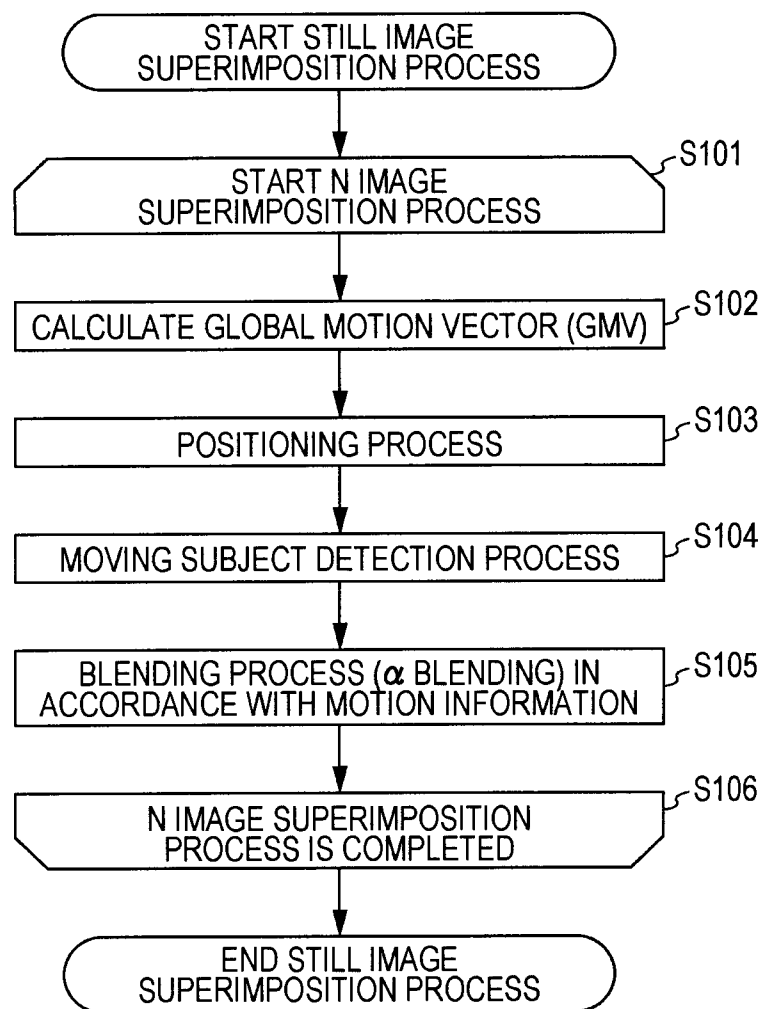 START STILL IMAGE
SUPERIMPOSITION PROCESS
S101
START N IMAGE
SUPERIMPOSITION PROCESS
S102
CALCULATE GLOBAL MOTION VECTOR (GMV)
S103
POSITIONING PROCESS
S104
MOVING SUBJECT DETECTION PROCESS
S105
BLENDING PROCESS (α BLENDING) IN
ACCORDANCE WITH MOTION INFORMATION
S106
N IMAGE SUPERIMPOSITION
PROCESS IS COMPLETED
END STILL IMAGE
SUPERIMPOSITION PROCESS